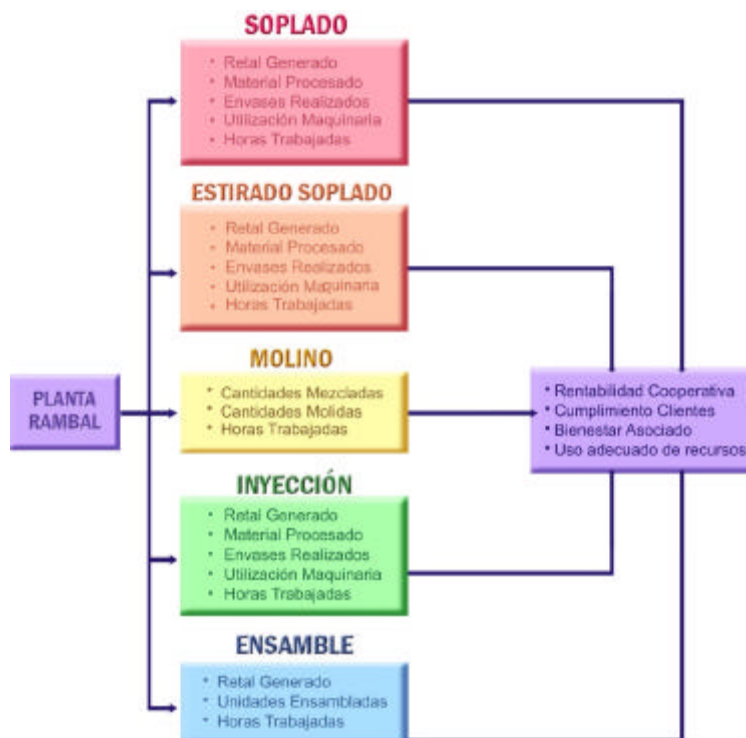 SOPLADO
• Retal Generado
• Material Procesado
• Envases Realizados
• Utilización Maquinaria
• Horas Trabajadas
ESTIRADO SOPLADO
• Retal Generado
• Material Procesado
• Envases Realizados
• Utilización Maquinaria
• Horas Trabajadas
MOLINO
• Cantidades Mezcladas
• Cantidades Molidas
• Horas Trabajadas
PLANTA
RAMBAL
• Rentabilidad Cooperativa
• Cumplimiento Clientes
• Bienestar Asociado
• Uso adecuado de recursos
INYECCIÓN
• Retal Generado
• Material Procesado
• Envases Realizados
• Utilización Maquinaria
• Horas Trabajadas
ENSAMBLE
• Retal Generado
• Unidades Ensambladas
• Horas Trabajadas